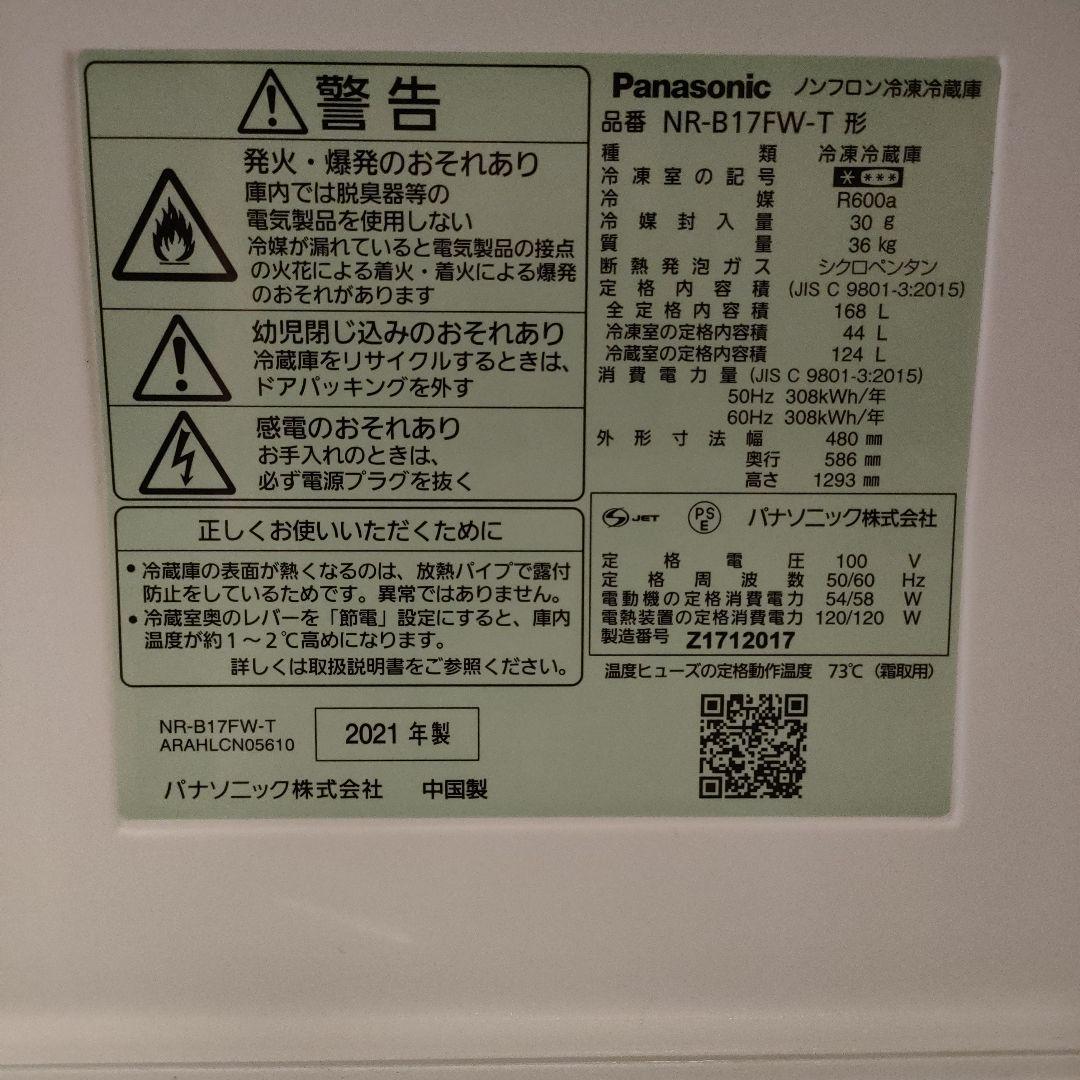 警告
発火・爆発のおそれあり
庫内では脱臭器等の
電気製品を使用しない
冷媒が漏れていると電気製品の接点
の火花による着火・着火による爆発
のおそれがあります
幼児閉じ込みのおそれあり
冷蔵庫をリサイクルするときは、
ドアパッキングを外す
感電のおそれあり
お手入れのときは、
必ず電源プラグを抜く
正しくお使いいただくために
•冷蔵庫の表面が熱くなるのは、放熱パイプで露付
防止をしているためです。異常ではありません。
•冷蔵室奥のレバーを「節電」設定にすると、庫内
温度が約1～2℃高めになります。
詳しくは取扱説明書をご参照ください。
NR-B17FW-T
ARAHLCN05610
2021 年製
パナソニック株式会社 中国製
Panasonic ノンフロン冷凍冷蔵庫
品番 NR-B17FW-T 形
種類 冷凍冷蔵庫
冷凍室の記号 * ***
冷媒 R600a
冷媒封入量 30 g
質量 36 kg
断熱発泡ガス シクロペンタン
定格内容積 (JIS C 9801-3:2015)
全定格内容積 168 L
冷凍室の定格内容積 44 L
冷蔵室の定格内容積 124 L
消費電力量 (JIS C 9801-3:2015)
50Hz 308kWh/年
60Hz 308kWh/年
外形寸法 幅 480 mm
奥行 586 mm
高さ 1293 mm
JET PSE パナソニック株式会社
定格電圧 100 V
定格周波数 50/60 Hz
電動機の定格消費電力 54/58 W
電熱装置の定格消費電力 120/120 W
製造番号 Z1712017
温度ヒューズの定格動作温度 73℃（霜取用）